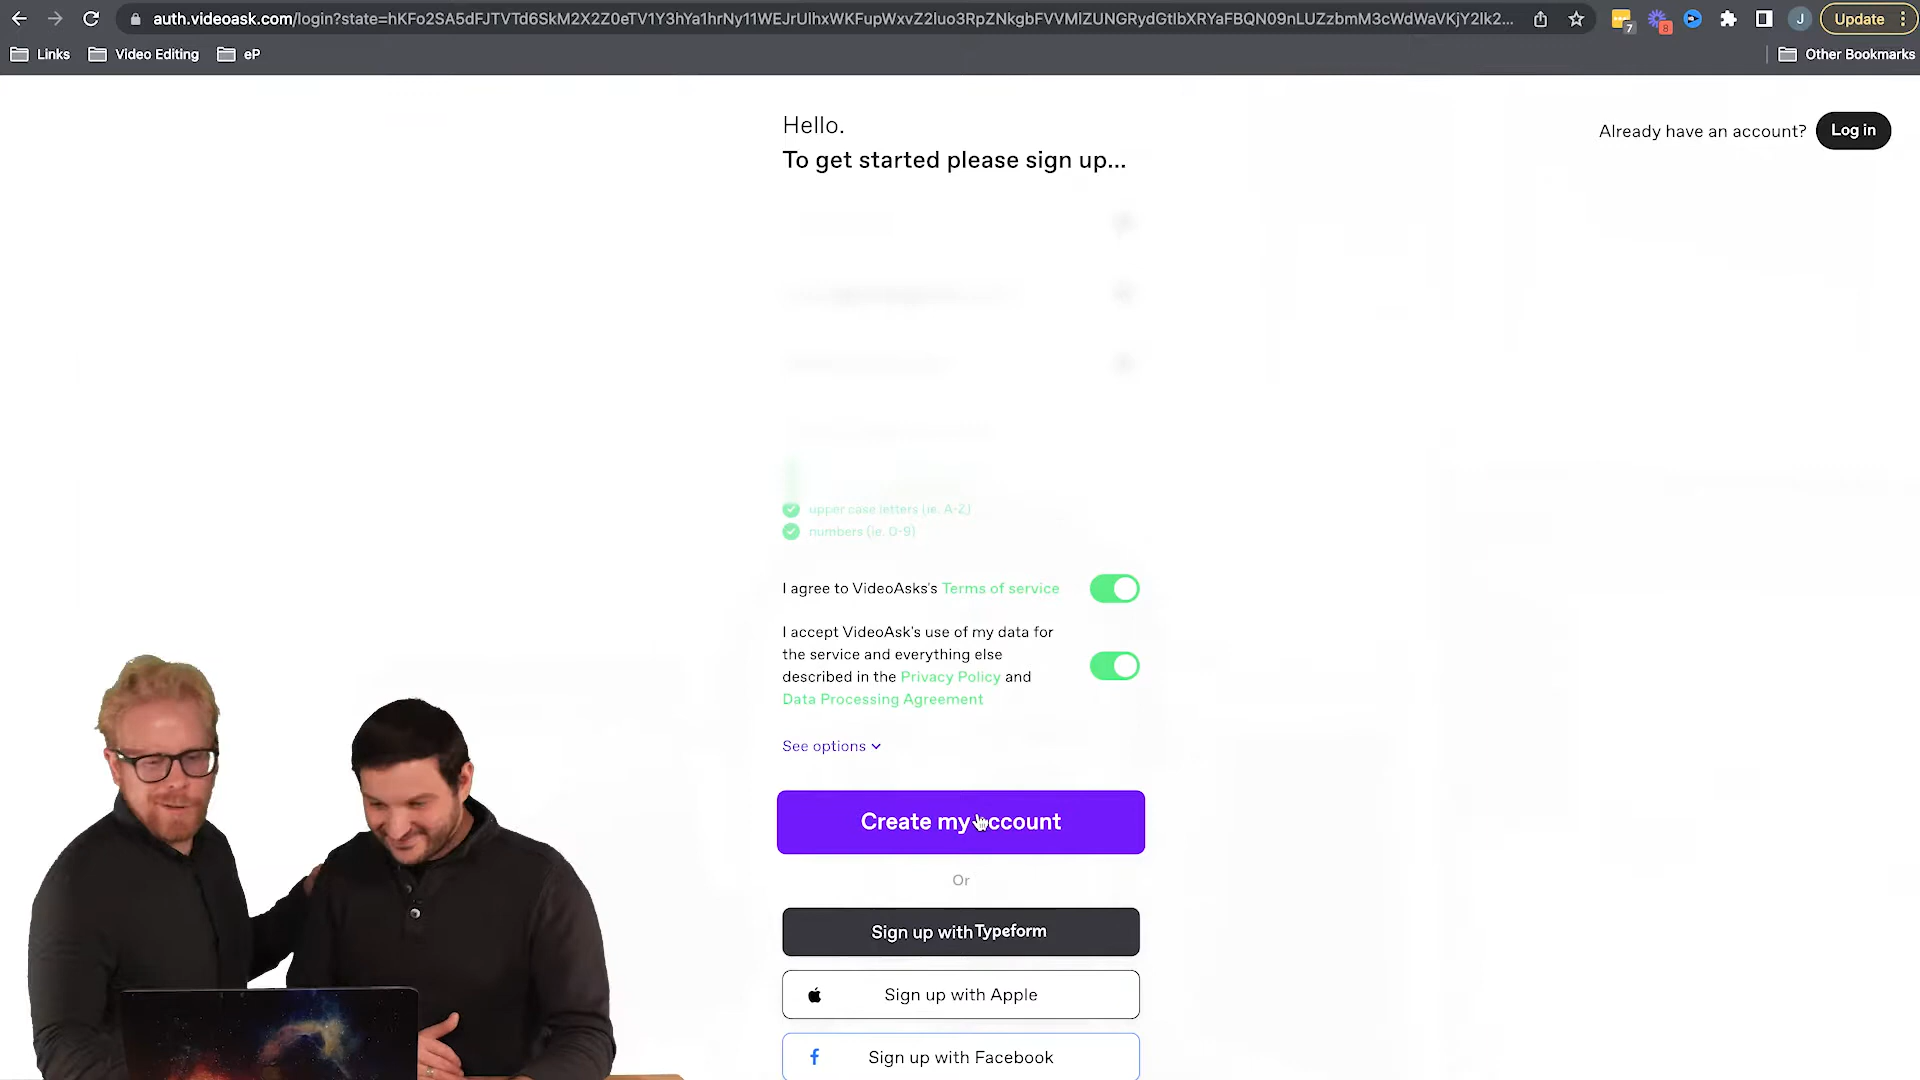 auth.videoask.com/login?state=hKFo2SA5dFJTVTd6SkM2X2Z0eTV1Y3hYa1hrNy11WEJrUlhxWKFupWxvZ2luo3RpZNkgbFVVMlZUNGRydGtlbXRYaFBQN09nLUZzbmM3cWdWaVKjY2lk2...
7
8
J
Update
Links
Video Editing
eP
Other Bookmarks
Hello.
To get started please sign up...
Already have an account?
Log in
upper case letters (ie. A-Z)
numbers (ie. 0-9)
I agree to VideoAsks's Terms of service
I accept VideoAsk's use of my data for
the service and everything else
described in the Privacy Policy and
Data Processing Agreement
See options
Create my account
Or
Sign up with Typeform
Sign up with Apple
Sign up with Facebook